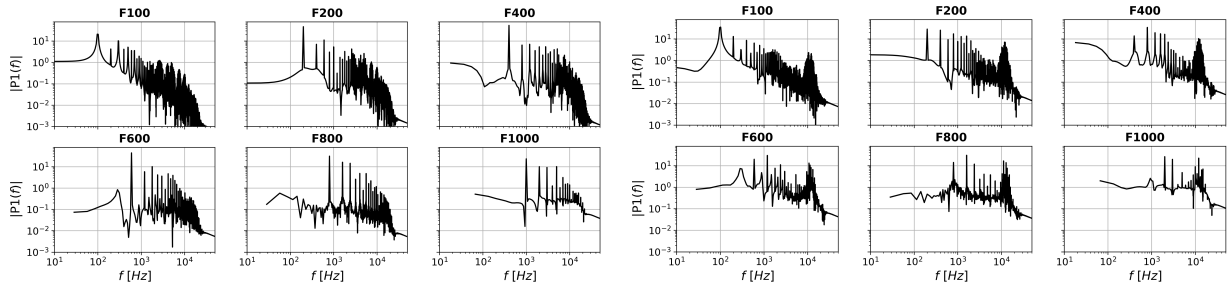 F100 F200 F400 F100 F200 F400
|P1(f)| 10¹ 10⁰ 10⁻¹ 10⁻² 10⁻³ |P1(f)| 10¹ 10⁰ 10⁻¹ 10⁻² 10⁻³
F600 F800 F1000 F600 F800 F1000
|P1(f)| 10¹ 10⁰ 10⁻¹ 10⁻² 10⁻³ |P1(f)| 10¹ 10⁰ 10⁻¹ 10⁻² 10⁻³
10¹ 10² 10³ 10⁴ 10¹ 10² 10³ 10⁴ 10¹ 10² 10³ 10⁴ 10¹ 10² 10³ 10⁴ 10¹ 10² 10³ 10⁴ 10¹ 10² 10³ 10⁴
f [Hz] f [Hz] f [Hz] f [Hz] f [Hz] f [Hz]